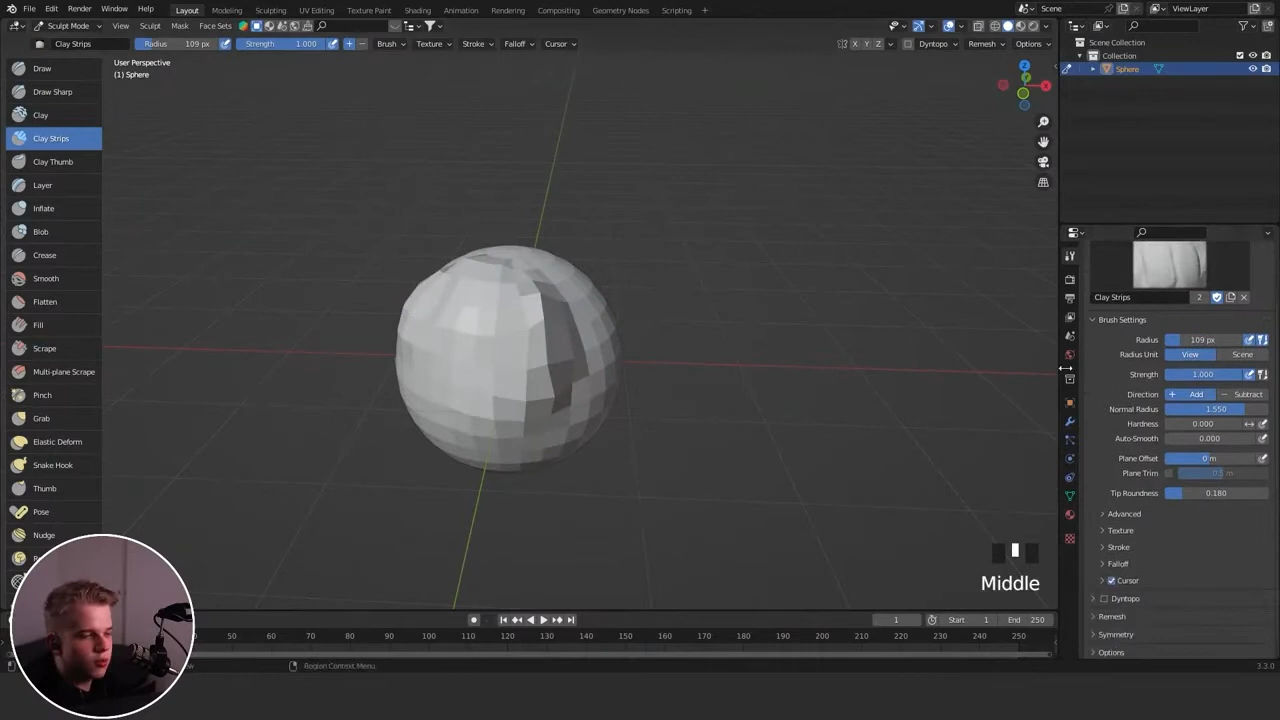 File Edit Render Window Help Layout Modeling Sculpting UV Editing Texture Paint Shading Animation Rendering Compositing Geometry Nodes Scripting + Scene ViewLayer
Sculpt Mode View Sculpt Mask Face Sets
Clay Strips Radius 109 px Strength 1.000 + − Brush Texture Stroke Falloff Cursor X Y Z Dyntopo Remesh Options
Scene Collection
Collection
Sphere
User Perspective
(1) Sphere
Z
Y
X
Draw
Draw Sharp
Clay
Clay Strips
Clay Thumb
Layer
Inflate
Blob
Crease
Smooth
Flatten
Fill
Scrape
Multi-plane Scrape
Pinch
Grab
Elastic Deform
Snake Hook
Thumb
Pose
Nudge
Middle
Clay Strips 2
Brush Settings
Radius 109 px
Radius Unit View Scene
Strength 1.000
Direction + Add − Subtract
Normal Radius 1.550
Hardness 0.000
Auto-Smooth 0.000
Plane Offset 0 m
Plane Trim 0.5 m
Tip Roundness 0.180
Advanced
Texture
Stroke
Falloff
Cursor
Dyntopo
Remesh
Symmetry
Options
1 Start 1 End 250
50 60 70 80 90 100 110 120 130 140 150 160 170 180 190 200 210 220 230 240 250
Region Context Menu
3.3.0